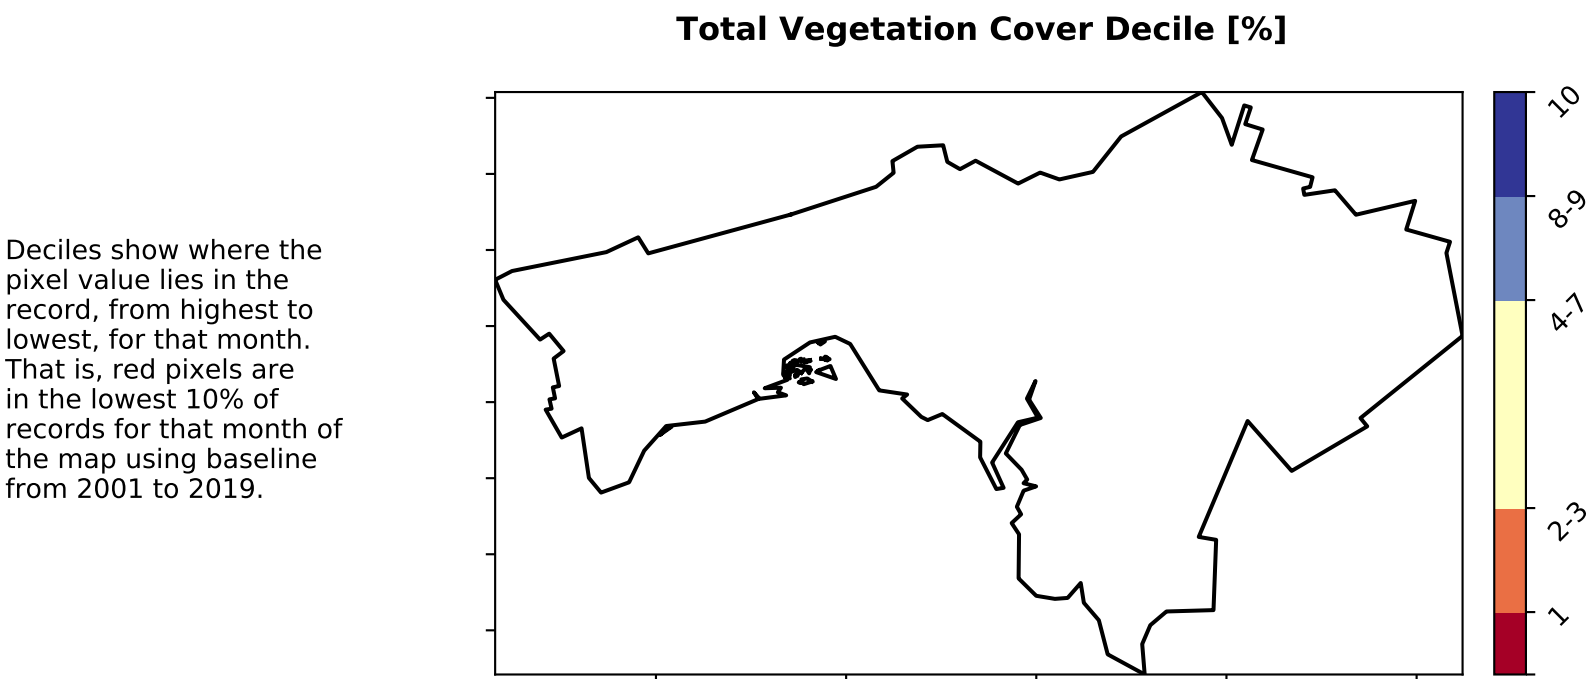 Total Vegetation Cover Decile [%]
Deciles show where the
pixel value lies in the
record, from highest to
lowest, for that month.
That is, red pixels are
in the lowest 10% of
records for that month of
the map using baseline
from 2001 to 2019.
10
8-9
4-7
2-3
1